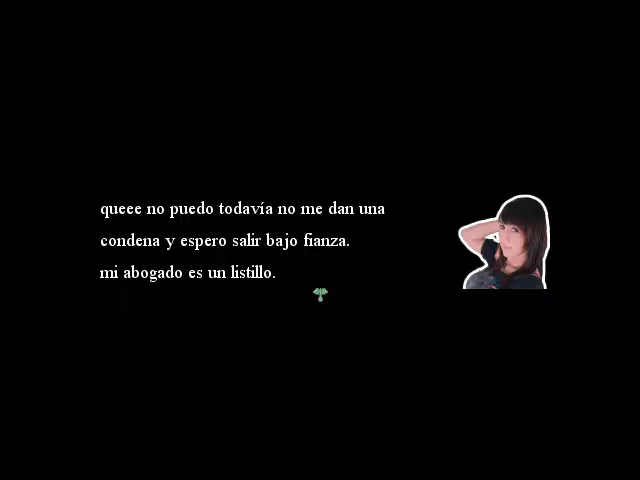 queee no puedo todavía no me dan una
condena y espero salir bajo fianza.
mi abogado es un listillo.